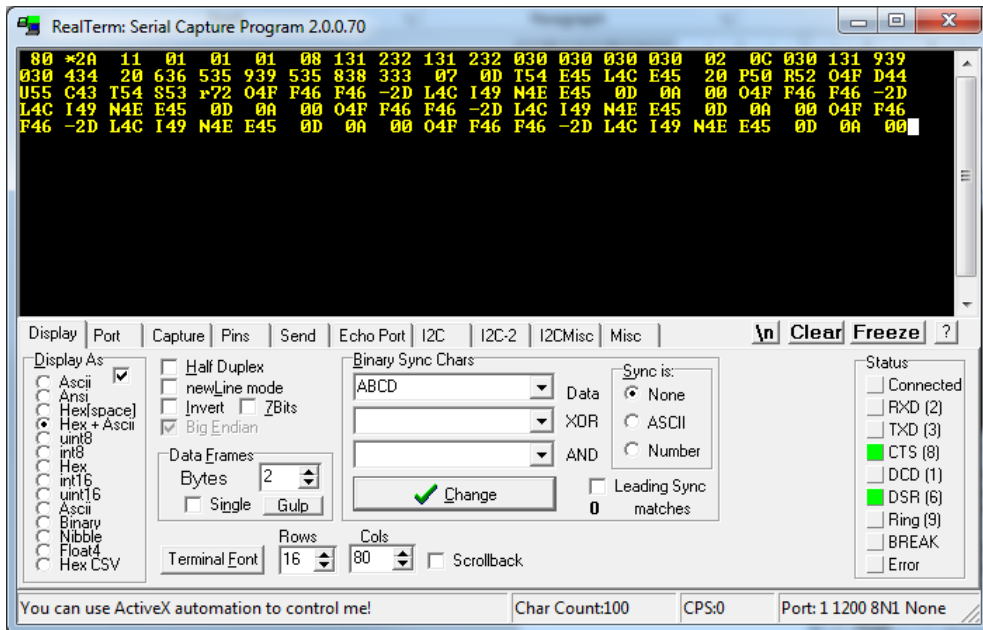 RealTerm: Serial Capture Program 2.0.0.70
80 *2A 11 01 01 01 08 131 232 131 232 030 030 030 030 02 0C 030 131 939
030 434 20 636 535 939 535 838 333 07 0D T54 E45 L4C E45 20 P50 R52 O4F D44
U55 C43 T54 S53 r72 O4F F46 F46 -2D L4C I49 N4E E45 0D 0A 00 O4F F46 F46 -2D
L4C I49 N4E E45 0D 0A 00 O4F F46 F46 -2D L4C I49 N4E E45 0D 0A 00 O4F F46
F46 -2D L4C I49 N4E E45 0D 0A 00 O4F F46 F46 -2D L4C I49 N4E E45 0D 0A 00
Display Port Capture Pins Send Echo Port I2C I2C-2 I2CMisc Misc \n Clear Freeze ?
Display As
Ascii
Ansi
Hex[space]
Hex + Ascii
uint8
int8
Hex
int16
uint16
Ascii
Binary
Nibble
Float4
Hex CSV
Half Duplex
newLine mode
Invert 7Bits
Big Endian
Data Frames
Bytes 2
Single Gulp
Terminal Font
Rows
16
Cols
80
Scrollback
Binary Sync Chars
ABCD Data
XOR
AND
Change
Sync is:
None
ASCII
Number
Leading Sync
0 matches
Status
Connected
RXD (2)
TXD (3)
CTS (8)
DCD (1)
DSR (6)
Ring (9)
BREAK
Error
You can use ActiveX automation to control me! Char Count:100 CPS:0 Port: 1 1200 8N1 None